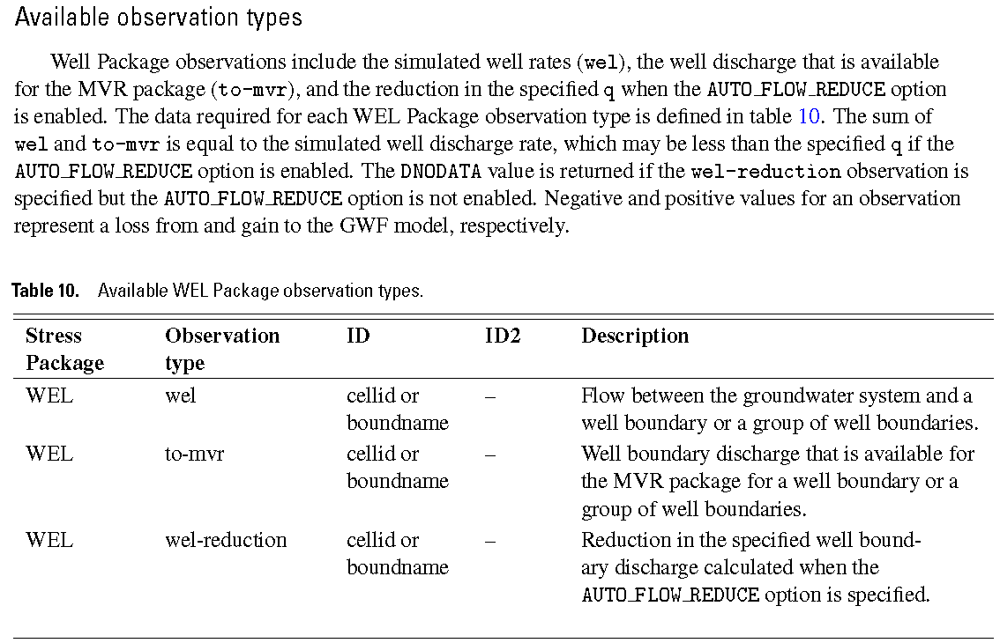 Available observation types
Well Package observations include the simulated well rates (wel), the well discharge that is available
for the MVR package (to-mvr), and the reduction in the specified q when the AUTO_FLOW_REDUCE option
is enabled. The data required for each WEL Package observation type is defined in table 10. The sum of
wel and to-mvr is equal to the simulated well discharge rate, which may be less than the specified q if the
AUTO_FLOW_REDUCE option is enabled. The DNODATA value is returned if the wel-reduction observation is
specified but the AUTO_FLOW_REDUCE option is not enabled. Negative and positive values for an observation
represent a loss from and gain to the GWF model, respectively.
Table 10. Available WEL Package observation types.
Stress Observation ID ID2 Description
Package type
WEL wel cellid or – Flow between the groundwater system and a
boundname well boundary or a group of well boundaries.
WEL to-mvr cellid or – Well boundary discharge that is available for
boundname the MVR package for a well boundary or a
group of well boundaries.
WEL wel-reduction cellid or – Reduction in the specified well bound-
boundname ary discharge calculated when the
AUTO_FLOW_REDUCE option is specified.